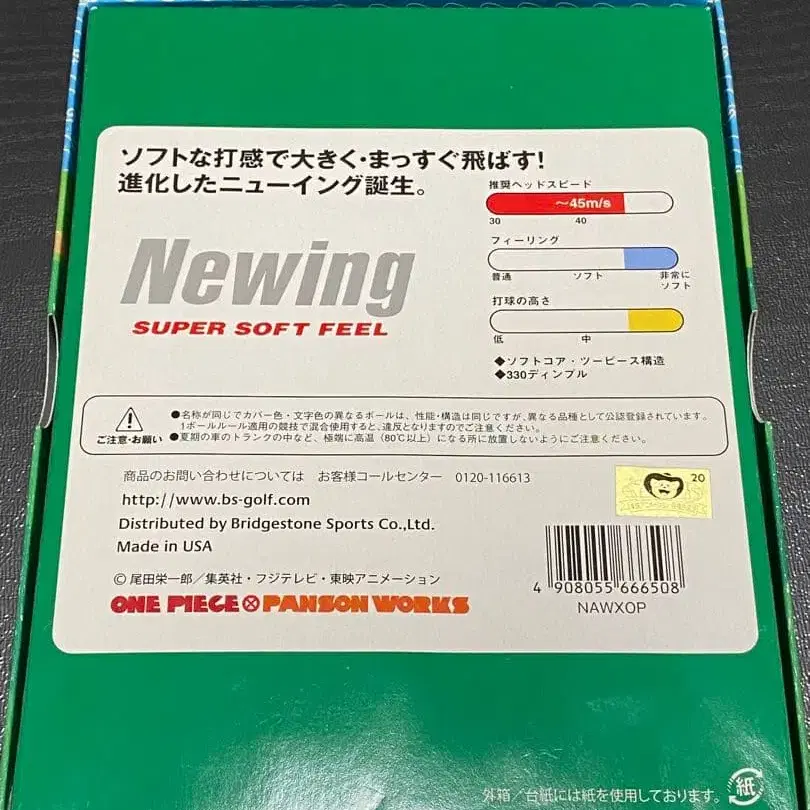 ソフトな打感で大きく・まっすぐ飛ばす!
進化したニューイング誕生。
Newing
SUPER SOFT FEEL
推奨ヘッドスピード
〜45m/s
30 40
フィーリング
普通 ソフト 非常に
ソフト
打球の高さ
低 中
◆ソフトコア・ツーピース構造
◆330ディンプル
ご注意・お願い
●名称が同じでカバー色・文字色の異なるボールは、性能・構造は同じですが、異なる品種として公認登録されています。
1ボールルール適用の競技で混合使用すると、違反となりますのでご注意ください。
●夏期の車のトランクの中など、極端に高温(80℃以上)になる所に放置しないようにご注意ください。
商品のお問い合わせについては お客様コールセンター 0120-116613
http://www.bs-golf.com
Distributed by Bridgestone Sports Co.,Ltd.
Made in USA
20
© 尾田栄一郎/集英社・フジテレビ・東映アニメーション
ONE PIECE PANSON WORKS
4 908055 666508
NAWXOP
外箱/台紙には紙を使用しております。
紙